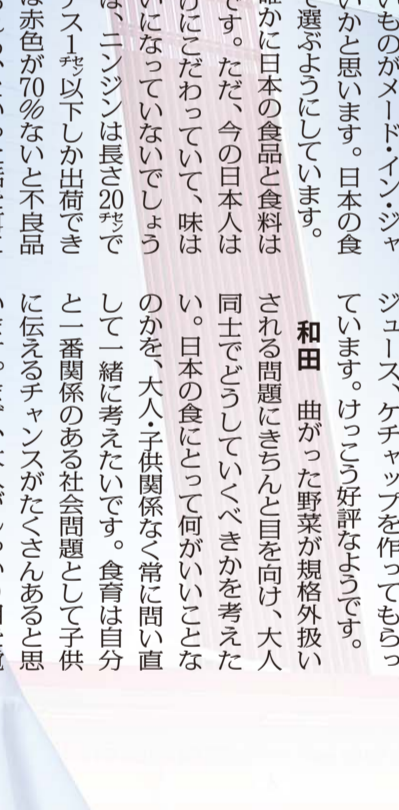 いものがメード・イン・ジャ
いかと思います。日本の食
選ぶようにしています。
確かに日本の食品と食料は
です。ただ、今の日本人は
けにこだわっていて、味は
いになっていないでしょう
は、ニンジンは長さ20㌢で
ラス1㌢以下しか出荷でき
は赤色が70%ないと不良品
ジュース、ケチャップを作ってもらっ
ています。けっこう好評なようです。
和田　曲がった野菜が規格外扱い
される問題にきちんと目を向け、大人
同士でどうしていくべきかを考えた
い。日本の食にとって何がいいことな
のかを、大人・子供関係なく常に問い直
して一緒に考えたいです。食育は自分
と一番関係のある社会問題として子供
に伝えるチャンスがたくさんあると思